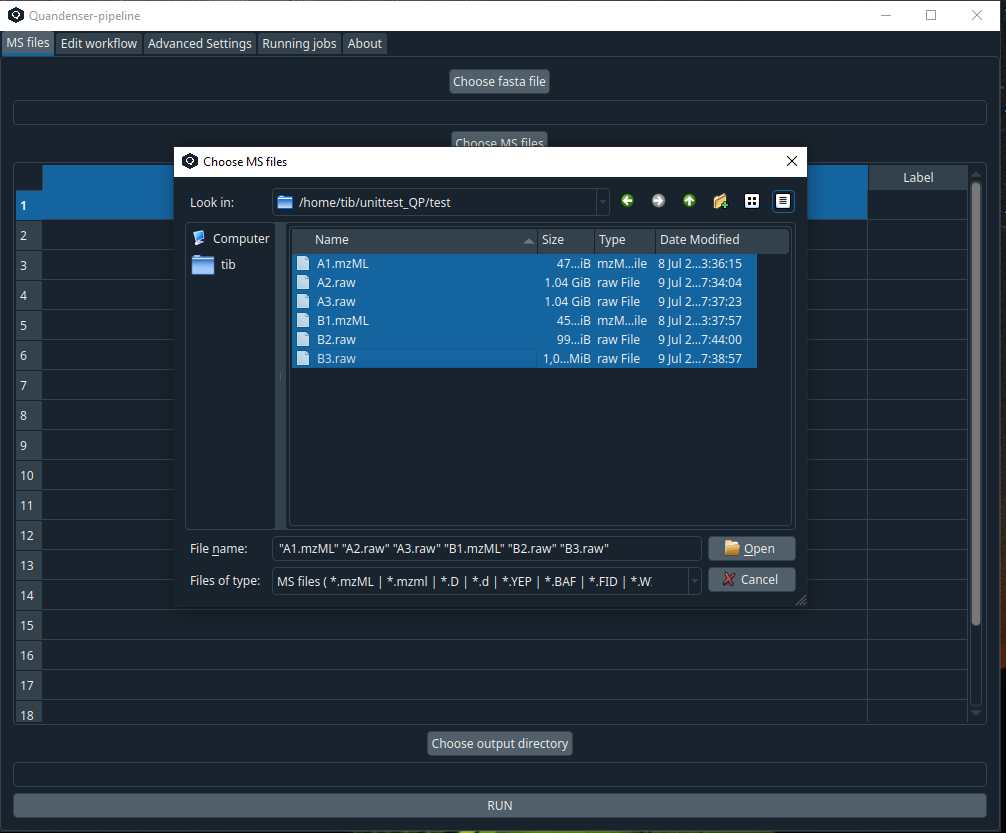 Quandenser-pipeline
MS files Edit workflow Advanced Settings Running jobs About
Choose fasta file
Choose MS files
Label
Choose MS files
Look in: /home/tib/unittest_QP/test
Computer
tib
Name Size Type Date Modified
A1.mzML 47...iB mzM...ile 8 Jul 2...3:36:15
A2.raw 1.04 GiB raw File 9 Jul 2...7:34:04
A3.raw 1.04 GiB raw File 9 Jul 2...7:37:23
B1.mzML 45...iB mzM...ile 8 Jul 2...3:37:57
B2.raw 99...iB raw File 9 Jul 2...7:44:00
B3.raw 1,0...MiB raw File 9 Jul 2...7:38:57
File name: "A1.mzML" "A2.raw" "A3.raw" "B1.mzML" "B2.raw" "B3.raw" Open
Files of type: MS files ( *.mzML | *.mzml | *.D | *.d | *.YEP | *.BAF | *.FID | *.W Cancel
1
2
3
4
5
6
7
8
9
10
11
12
13
14
15
16
17
18
Choose output directory
RUN